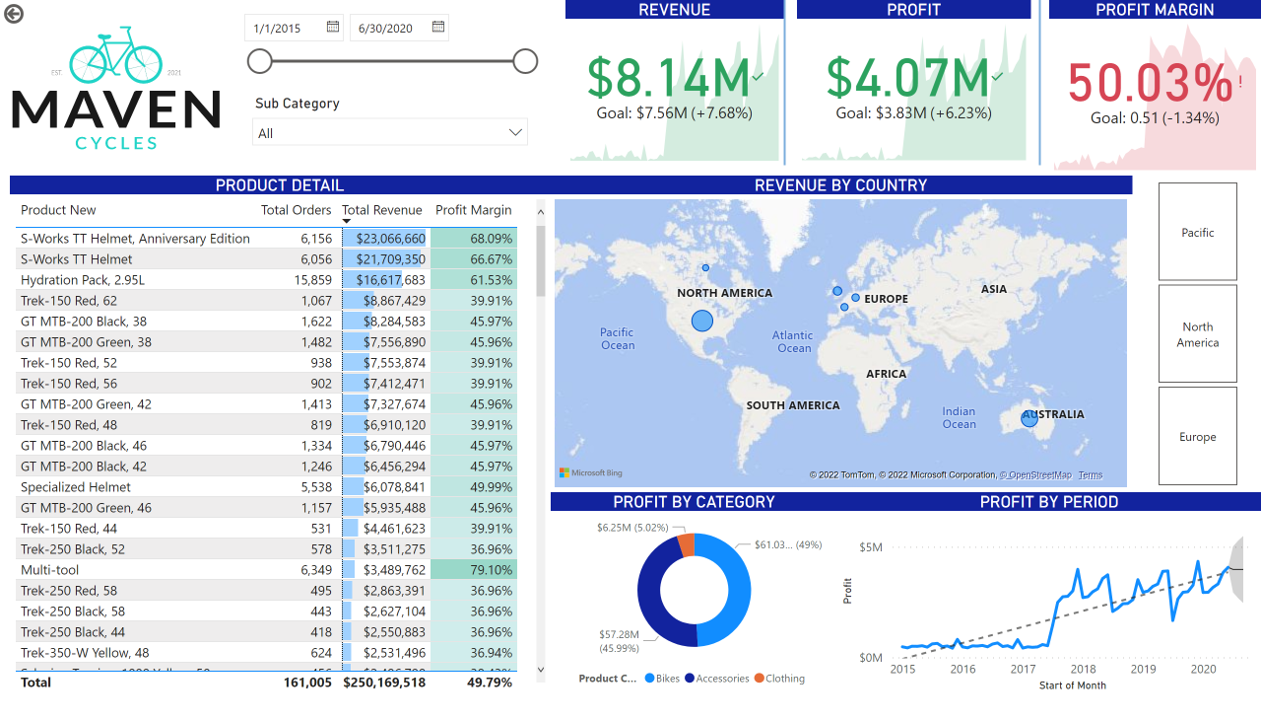 EST. 2021
MAVEN
CYCLES
1/1/2015 6/30/2020
Sub Category
All
REVENUE
$8.14M
Goal: $7.56M (+7.68%)
PROFIT
$4.07M
Goal: $3.83M (+6.23%)
PROFIT MARGIN
50.03%!
Goal: 0.51 (-1.34%)
PRODUCT DETAIL
Product New Total Orders Total Revenue Profit Margin
S-Works TT Helmet, Anniversary Edition 6,156 $23,066,660 68.09%
S-Works TT Helmet 6,056 $21,709,350 66.67%
Hydration Pack, 2.95L 15,859 $16,617,683 61.53%
Trek-150 Red, 62 1,067 $8,867,429 39.91%
GT MTB-200 Black, 38 1,622 $8,284,583 45.97%
GT MTB-200 Green, 38 1,482 $7,556,890 45.96%
Trek-150 Red, 52 938 $7,553,874 39.91%
Trek-150 Red, 56 902 $7,412,471 39.91%
GT MTB-200 Green, 42 1,413 $7,327,674 45.96%
Trek-150 Red, 48 819 $6,910,120 39.91%
GT MTB-200 Black, 46 1,334 $6,790,446 45.97%
GT MTB-200 Black, 42 1,246 $6,456,294 45.97%
Specialized Helmet 5,538 $6,078,841 49.99%
GT MTB-200 Green, 46 1,157 $5,935,488 45.96%
Trek-150 Red, 44 531 $4,461,623 39.91%
Trek-250 Black, 52 578 $3,511,275 36.96%
Multi-tool 6,349 $3,489,762 79.10%
Trek-250 Red, 58 495 $2,863,391 36.96%
Trek-250 Black, 58 443 $2,627,104 36.96%
Trek-250 Black, 44 418 $2,550,883 36.96%
Trek-350-W Yellow, 48 624 $2,531,496 36.94%
Total 161,005 $250,169,518 49.79%
REVENUE BY COUNTRY
NORTH AMERICA
EUROPE
ASIA
Pacific
Ocean
Atlantic
Ocean
AFRICA
SOUTH AMERICA
Indian
Ocean
AUSTRALIA
Microsoft Bing
© 2022 TomTom, © 2022 Microsoft Corporation, © OpenStreetMap Terms
Pacific
North
America
Europe
PROFIT BY CATEGORY
$6.25M (5.02%)
$61.03... (49%)
$57.28M
(45.99%)
Product C... Bikes Accessories Clothing
PROFIT BY PERIOD
$5M
Profit
$0M
2015 2016 2017 2018 2019 2020
Start of Month